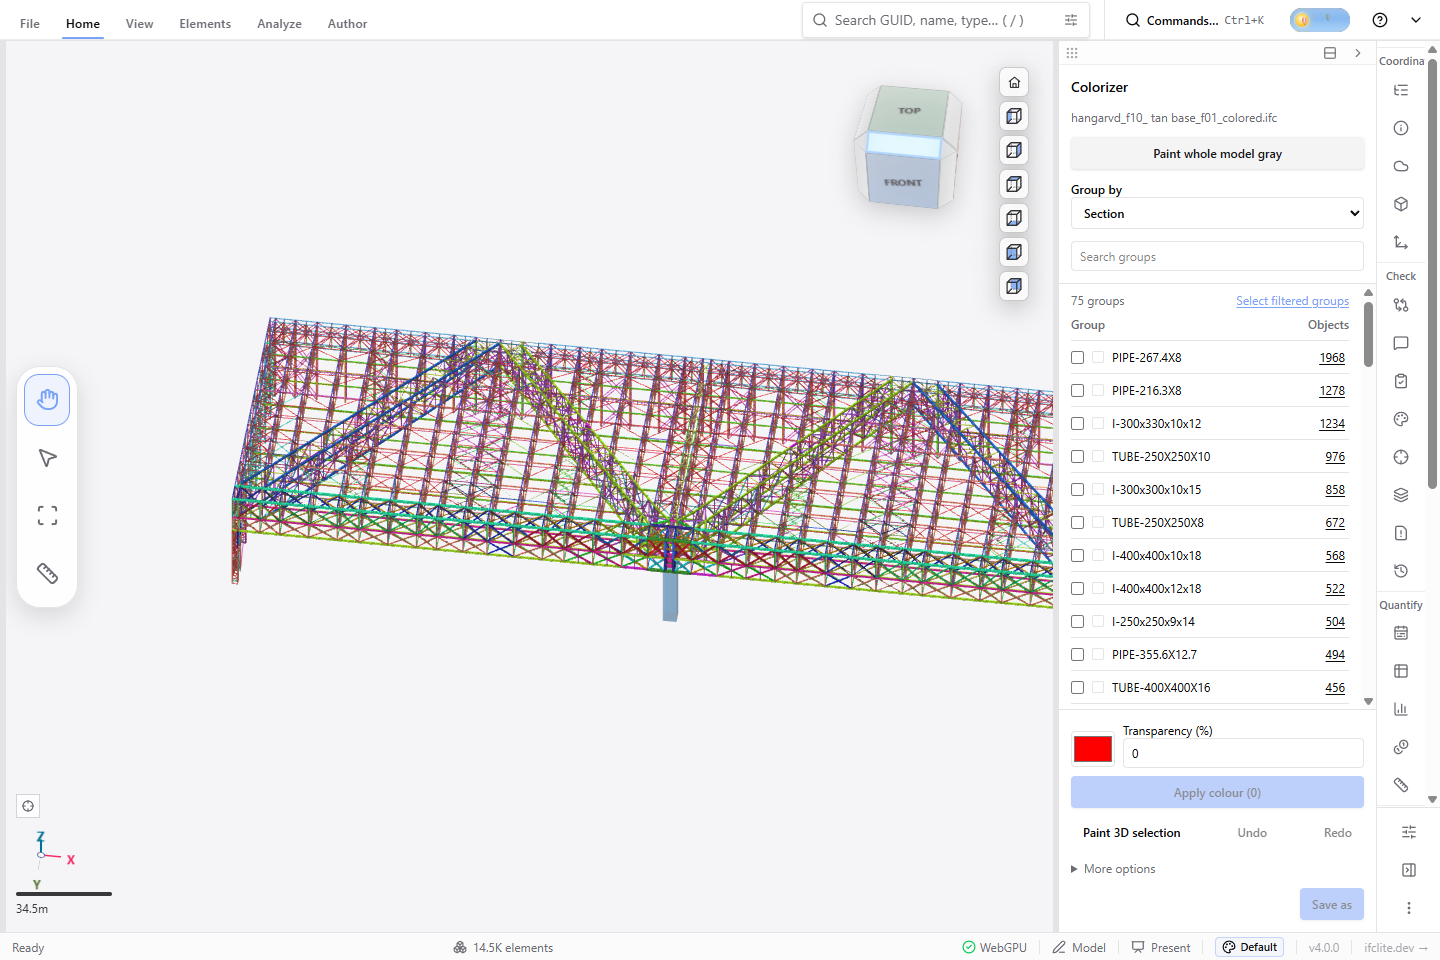 File Home View Elements Analyze Author
Search GUID, name, type... ( / )
Commands... Ctrl+K
TOP
FRONT
Z
X
Y
34.5m
Colorizer
hangarvd_f10_ tan base_f01_colored.ifc
Paint whole model gray
Group by
Section
Search groups
75 groups Select filtered groups
Group Objects
PIPE-267.4X8 1968
PIPE-216.3X8 1278
I-300x330x10x12 1234
TUBE-250X250X10 976
I-300x300x10x15 858
TUBE-250X250X8 672
I-400x400x10x18 568
I-400x400x12x18 522
I-250x250x9x14 504
PIPE-355.6X12.7 494
TUBE-400X400X16 456
Transparency (%)
0
Apply colour (0)
Paint 3D selection Undo Redo
More options
Save as
Coordina
Check
Quantify
Ready
14.5K elements
WebGPU Model Present Default v4.0.0 ifclite.dev →